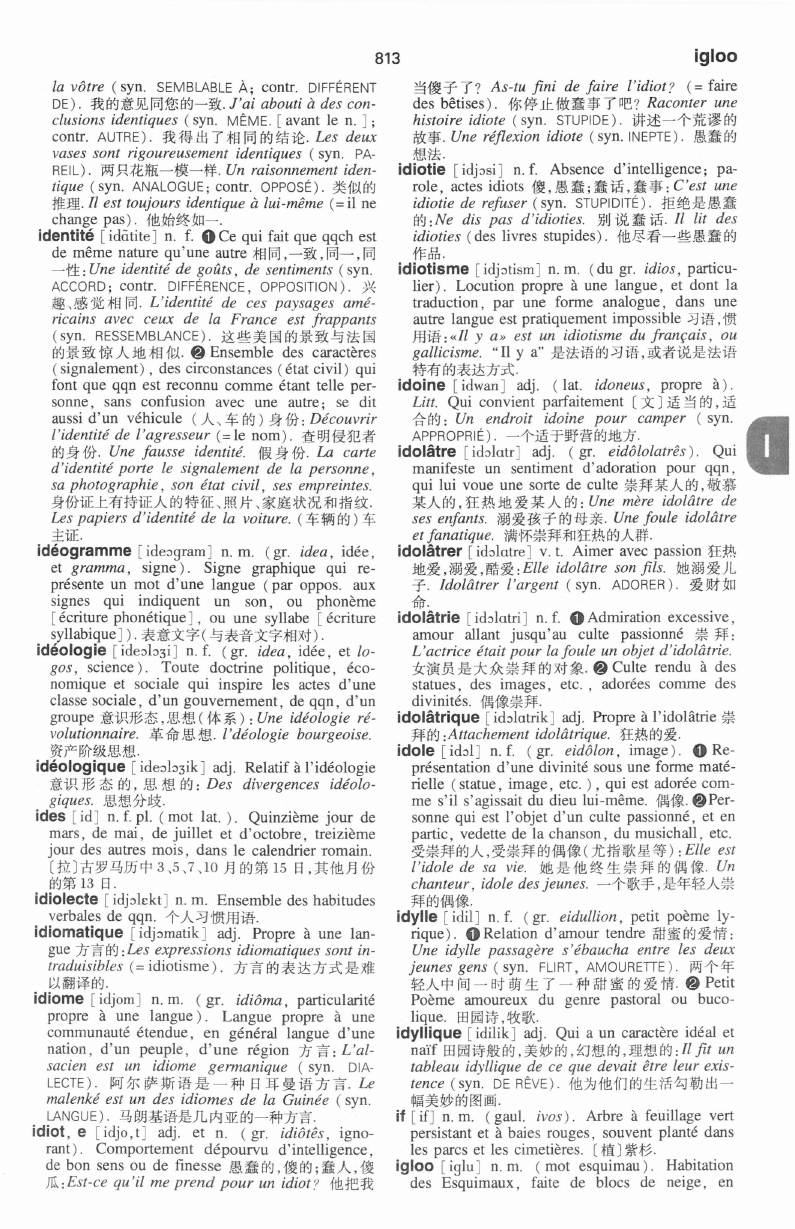 813
igloo
la vôtre (syn. SEMBLABLE À; contr. DIFFÉRENT
DE). 我的意见同您的一致. J'ai abouti à des con-
clusions identiques (syn. MÊME. [avant le n.];
contr. AUTRE). 我得出了相同的结论. Les deux
vases sont rigoureusement identiques (syn. PA-
REIL). 两只花瓶一模一样. Un raisonnement iden-
tique (syn. ANALOGUE; contr. OPPOSÉ). 类似的
推理. Il est toujours identique à lui-même (=il ne
change pas). 他始终如一.
identité [idɑ̃tite] n. f. ❶Ce qui fait que qqch est
de même nature qu'une autre 相同,一致,同一,同
一性:Une identité de goûts, de sentiments (syn.
ACCORD; contr. DIFFÉRENCE, OPPOSITION). 兴
趣、感觉相同. L'identité de ces paysages amé-
ricains avec ceux de la France est frappants
(syn. RESSEMBLANCE). 这些美国的景致与法国
的景致惊人地相似. ❷Ensemble des caractères
(signalement), des circonstances (état civil) qui
font que qqn est reconnu comme étant telle per-
sonne, sans confusion avec une autre; se dit
aussi d'un véhicule (人、车的)身份:Découvrir
l'identité de l'agresseur (=le nom). 查明侵犯者
的身份. Une fausse identité. 假身份. La carte
d'identité porte le signalement de la personne,
sa photographie, son état civil, ses empreintes.
身份证上有持证人的特征、照片、家庭状况和指纹.
Les papiers d'identité de la voiture. (车辆的)车
主证.
idéogramme [ideɔgram] n. m. (gr. idea, idée,
et gramma, signe). Signe graphique qui re-
présente un mot d'une langue (par oppos. aux
signes qui indiquent un son, ou phonème
[écriture phonétique], ou une syllabe [écriture
syllabique]). 表意文字(与表音文字相对).
idéologie [ideɔlɔʒi] n. f. (gr. idea, idée, et lo-
gos, science). Toute doctrine politique, éco-
nomique et sociale qui inspire les actes d'une
classe sociale, d'un gouvernement, de qqn, d'un
groupe 意识形态,思想(体系):Une idéologie ré-
volutionnaire. 革命思想. l'déologie bourgeoise.
资产阶级思想.
idéologique [ideɔlɔʒik] adj. Relatif à l'idéologie
意识形态的,思想的: Des divergences idéolo-
giques. 思想分歧.
ides [id] n. f. pl. (mot lat.). Quinzième jour de
mars, de mai, de juillet et d'octobre, treizième
jour des autres mois, dans le calendrier romain.
〔拉〕古罗马历中3、5、7、10月的第15日,其他月份
的第13日.
idiolecte [idjɔlɛkt] n. m. Ensemble des habitudes
verbales de qqn. 个人习惯用语.
idiomatique [idjɔmatik] adj. Propre à une lan-
gue 方言的:Les expressions idiomatiques sont in-
traduisibles (=idiotisme). 方言的表达方式是难
以翻译的.
idiome [idjom] n. m. (gr. idiôma, particularité
propre à une langue). Langue propre à une
communauté étendue, en général langue d'une
nation, d'un peuple, d'une région 方言: L'al-
sacien est un idiome germanique (syn. DIA-
LECTE). 阿尔萨斯语是一种日耳曼语方言. Le
malenké est un des idiomes de la Guinée (syn.
LANGUE). 马朗基语是几内亚的一种方言.
idiot, e [idjo,t] adj. et n. (gr. idiôtês, igno-
rant). Comportement dépourvu d'intelligence,
de bon sens ou de finesse 愚蠢的,傻的;蠢人,傻
瓜:Est-ce qu'il me prend pour un idiot? 他把我
当傻子了? As-tu fini de faire l'idiot? (=faire
des bêtises). 你停止做蠢事了吧? Raconter une
histoire idiote (syn. STUPIDE). 讲述一个荒谬的
故事. Une réflexion idiote (syn. INEPTE). 愚蠢的
想法.
idiotie [idjɔsi] n. f. Absence d'intelligence; pa-
role, actes idiots 傻,愚蠢;蠢话,蠢事:C'est une
idiotie de refuser (syn. STUPIDITÉ). 拒绝是愚蠢
的:Ne dis pas d'idioties. 别说蠢话. Il lit des
idioties (des livres stupides). 他尽看一些愚蠢的
作品.
idiotisme [idjɔtism] n. m. (du gr. idios, particu-
lier). Locution propre à une langue, et dont la
traduction, par une forme analogue, dans une
autre langue est pratiquement impossible 习语,惯
用语:«Il y a» est un idiotisme du français, ou
gallicisme. “Il y a” 是法语的习语,或者说是法语
特有的表达方式.
idoine [idwan] adj. (lat. idoneus, propre à).
Litt. Qui convient parfaitement 〔文〕适当的,适
合的: Un endroit idoine pour camper (syn.
APPROPRIÉ). 一个适于野营的地方.
idolâtre [idɔlɑtr] adj. (gr. eidôlolatrês). Qui
manifeste un sentiment d'adoration pour qqn,
qui lui voue une sorte de culte 崇拜某人的,敬慕
某人的,狂热地爱某人的:Une mère idolâtre de
ses enfants. 溺爱孩子的母亲. Une foule idolâtre
et fanatique. 满怀崇拜和狂热的人群.
idolâtrer [idɔlɑtre] v. t. Aimer avec passion 狂热
地爱,溺爱,酷爱:Elle idolâtre son fils. 她溺爱儿
子. Idolâtrer l'argent (syn. ADORER). 爱财如
命.
idolâtrie [idɔlɑtri] n. f. ❶Admiration excessive,
amour allant jusqu'au culte passionné 崇拜:
L'actrice était pour la foule un objet d'idolâtrie.
女演员是大众崇拜的对象. ❷Culte rendu à des
statues, des images, etc., adorées comme des
divinités. 偶像崇拜.
idolâtrique [idɔlɑtrik] adj. Propre à l'idolâtrie 崇
拜的:Attachement idolâtrique. 狂热的爱.
idole [idɔl] n. f. (gr. eidôlon, image). ❶Re-
présentation d'une divinité sous une forme maté-
rielle (statue, image, etc.), qui est adorée com-
me s'il s'agissait du dieu lui-même. 偶像. ❷Per-
sonne qui est l'objet d'un culte passionné, et en
partic, vedette de la chanson, du musichall, etc.
受崇拜的人,受崇拜的偶像(尤指歌星等):Elle est
l'idole de sa vie. 她是他终生崇拜的偶像. Un
chanteur, idole des jeunes. 一个歌手,是年轻人崇
拜的偶像.
idylle [idil] n. f. (gr. eidullion, petit poème ly-
rique). ❶Relation d'amour tendre 甜蜜的爱情:
Une idylle passagère s'ébaucha entre les deux
jeunes gens (syn. FLIRT, AMOURETTE). 两个年
轻人中间一时萌生了一种甜蜜的爱情. ❷Petit
Poème amoureux du genre pastoral ou buco-
lique. 田园诗,牧歌.
idyllique [idilik] adj. Qui a un caractère idéal et
naïf 田园诗般的,美妙的,幻想的,理想的:Il fit un
tableau idyllique de ce que devait être leur exis-
tence (syn. DE RÊVE). 他为他们的生活勾勒出一
幅美妙的图画.
if [if] n. m. (gaul. ivos). Arbre à feuillage vert
persistant et à baies rouges, souvent planté dans
les parcs et les cimetières. 〔植〕紫杉.
igloo [iglu] n. m. (mot esquimau). Habitation
des Esquimaux, faite de blocs de neige, en
I